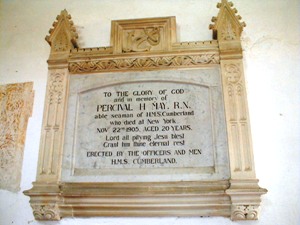 TO THE GLORY OF GOD
and in memory of
PERCIVAL H MAY, R.N.
able seaman of H.M.S. Cumberland
who died at New York
NOV 22ND 1905, AGED 20 YEARS.
Lord all pitying Jesu blest
Grant him thine eternal rest
ERECTED BY THE OFFICERS AND MEN
H.M.S. CUMBERLAND.